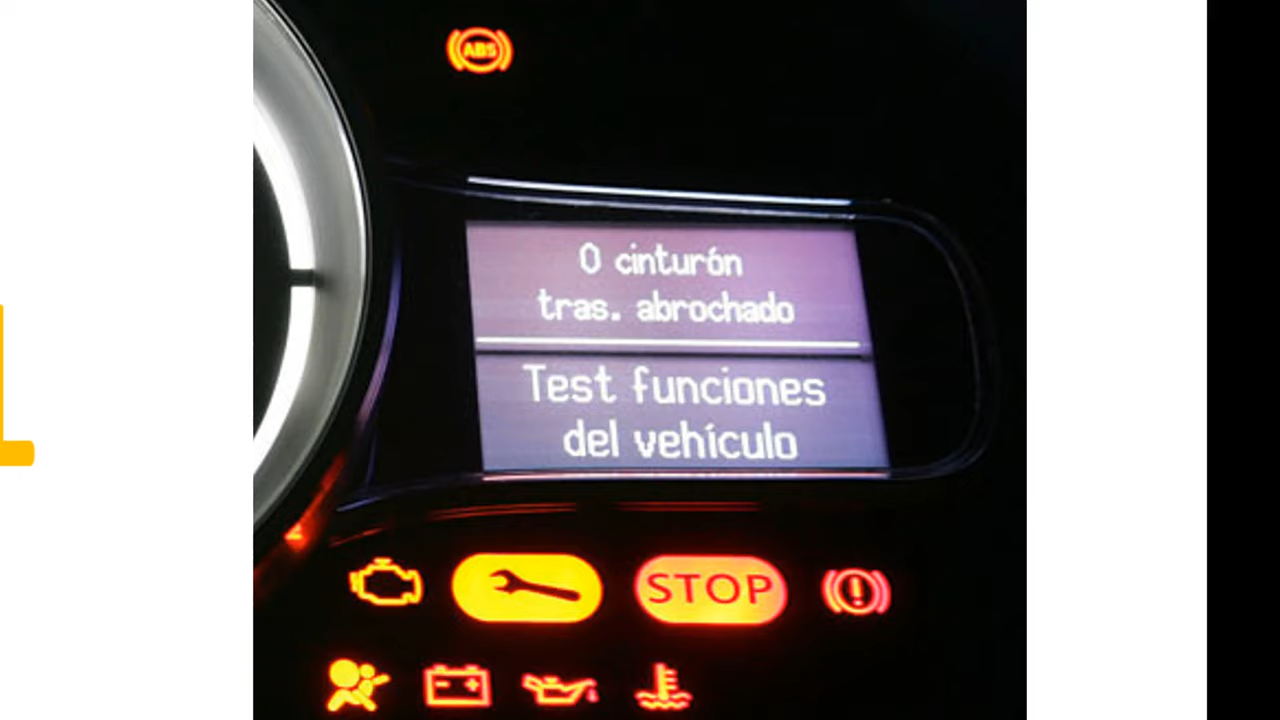 ABS
0 cinturón
tras. abrochado
Test funciones
del vehículo
STOP